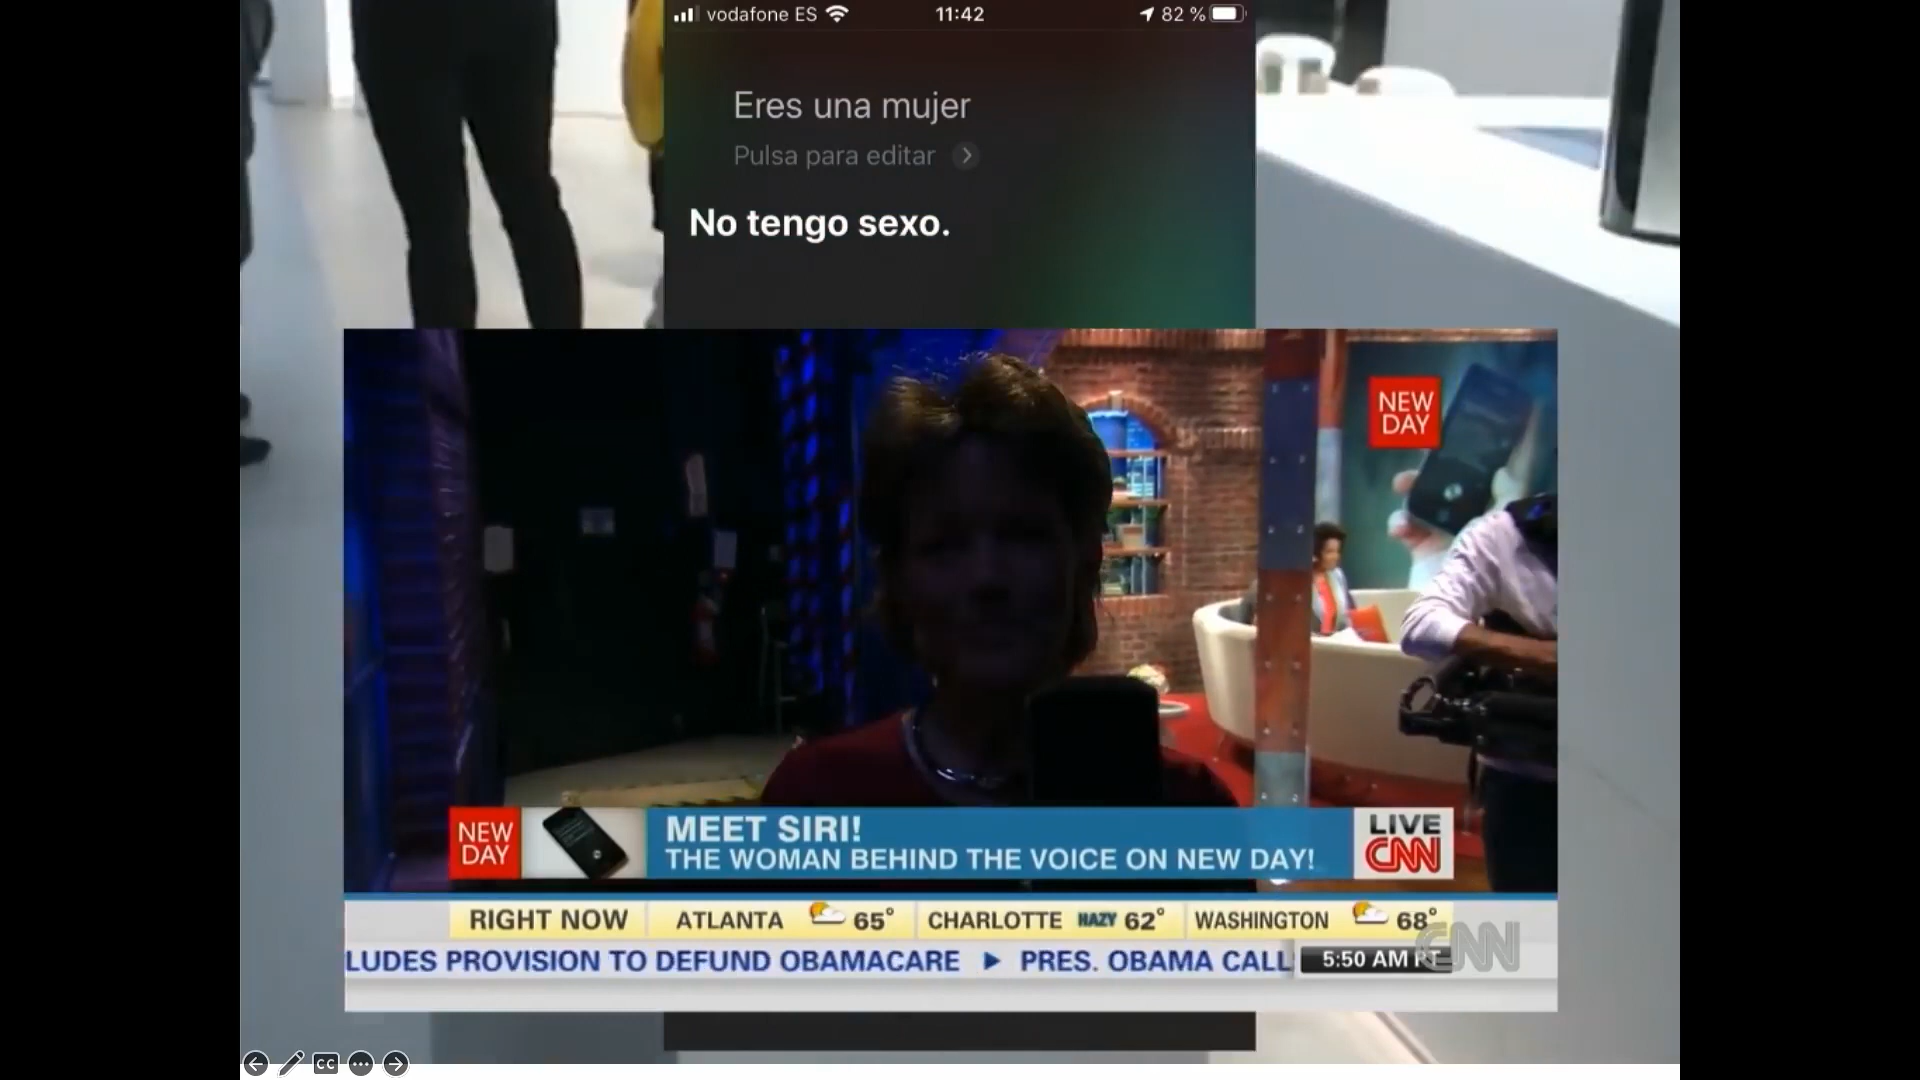 vodafone ES
11:42
82 %
Eres una mujer
Pulsa para editar
No tengo sexo.
NEW
DAY
NEW
DAY
MEET SIRI!
THE WOMAN BEHIND THE VOICE ON NEW DAY!
LIVE
CNN
RIGHT NOW ATLANTA 65° CHARLOTTE HAZY 62° WASHINGTON 68°
LUDES PROVISION TO DEFUND OBAMACARE ▶ PRES. OBAMA CALL
5:50 AM PT
CNN
CC